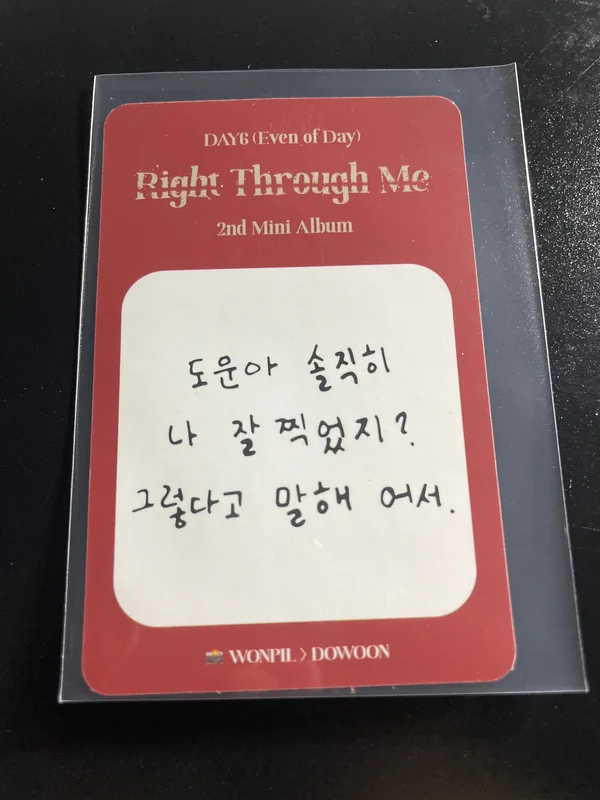 DAY6 (Even of Day)
Right Through Me
2nd Mini Album
도운아 솔직히
나 잘 찍었지?
그렇다고 말해 어서.
WONPIL > DOWOON